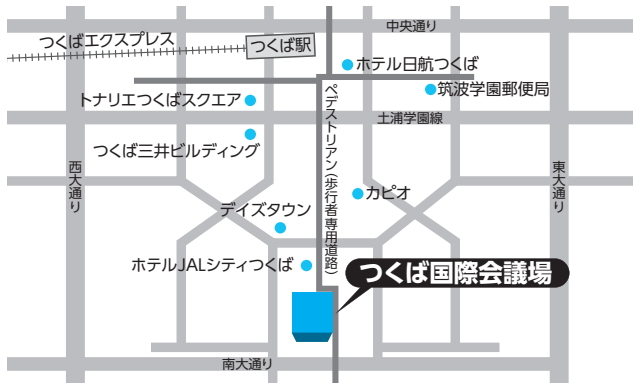 中央通り
つくばエクスプレス
つくば駅
ホテル日航つくば
筑波学園郵便局
トナリエつくばスクエア
土浦学園線
つくば三井ビルディング
ペデストリアン(歩行者専用道路)
西大通り
東大通り
カピオ
デイズタウン
ホテルJALシティつくば
つくば国際会議場
南大通り